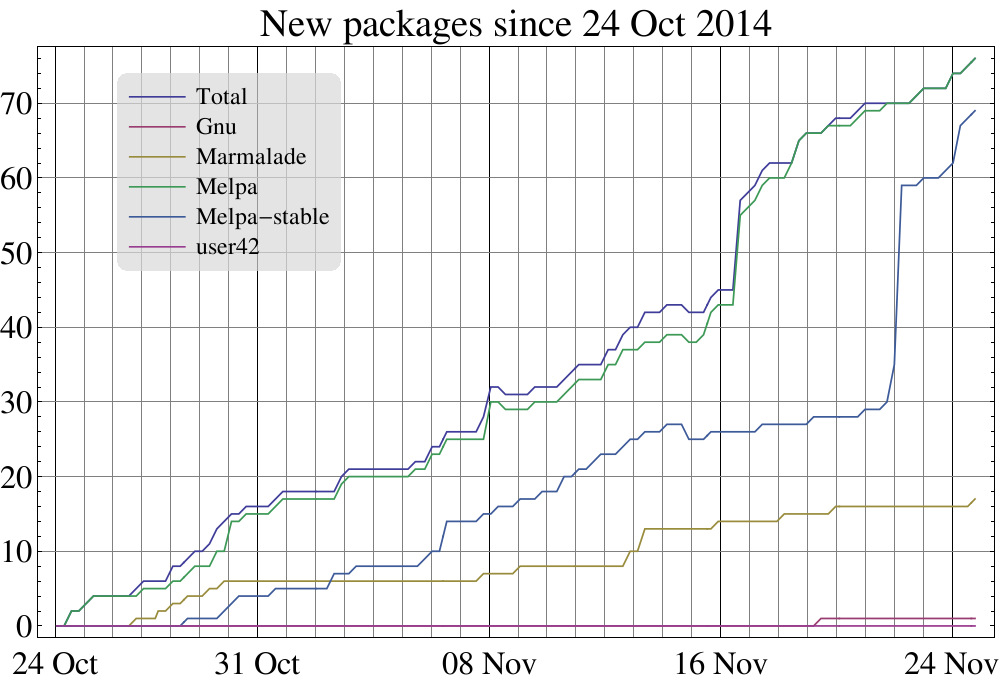 New packages since 24 Oct 2014
Total
Gnu
Marmalade
Melpa
Melpa-stable
user42
70
60
50
40
30
20
10
0
24 Oct 31 Oct 08 Nov 16 Nov 24 Nov